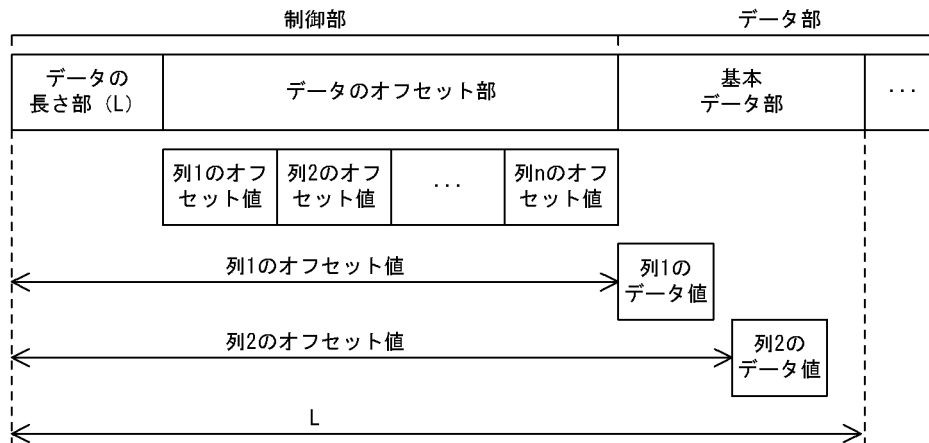 制御部
データ部
データの
長さ部（L）
データのオフセット部
基本
データ部
...
列1のオフ
セット値
列2のオフ
セット値
...
列nのオフ
セット値
列1のオフセット値
列1の
データ値
列2のオフセット値
列2の
データ値
L